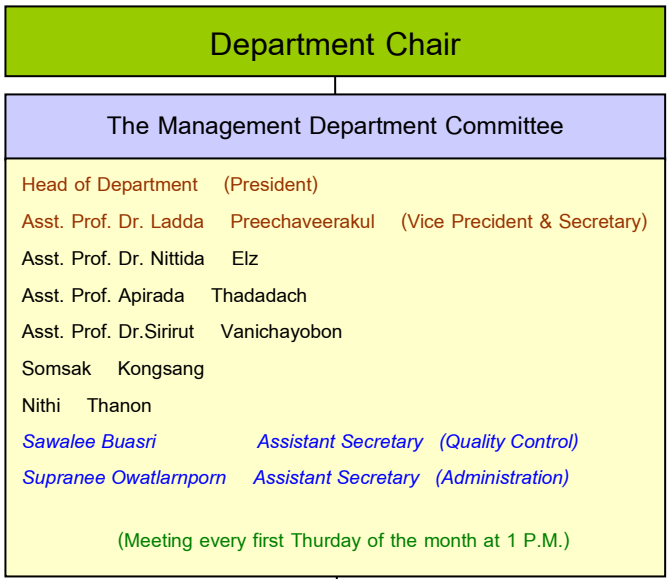 Department Chair
The Management Department Committee
Head of Department (President)
Asst. Prof. Dr. Ladda Preechaveerakul (Vice Precident & Secretary)
Asst. Prof. Dr. Nittida Elz
Asst. Prof. Apirada Thadadach
Asst. Prof. Dr.Sirirut Vanichayobon
Somsak Kongsang
Nithi Thanon
Sawalee Buasri Assistant Secretary (Quality Control)
Supranee Owatlarnporn Assistant Secretary (Administration)
(Meeting every first Thurday of the month at 1 P.M.)